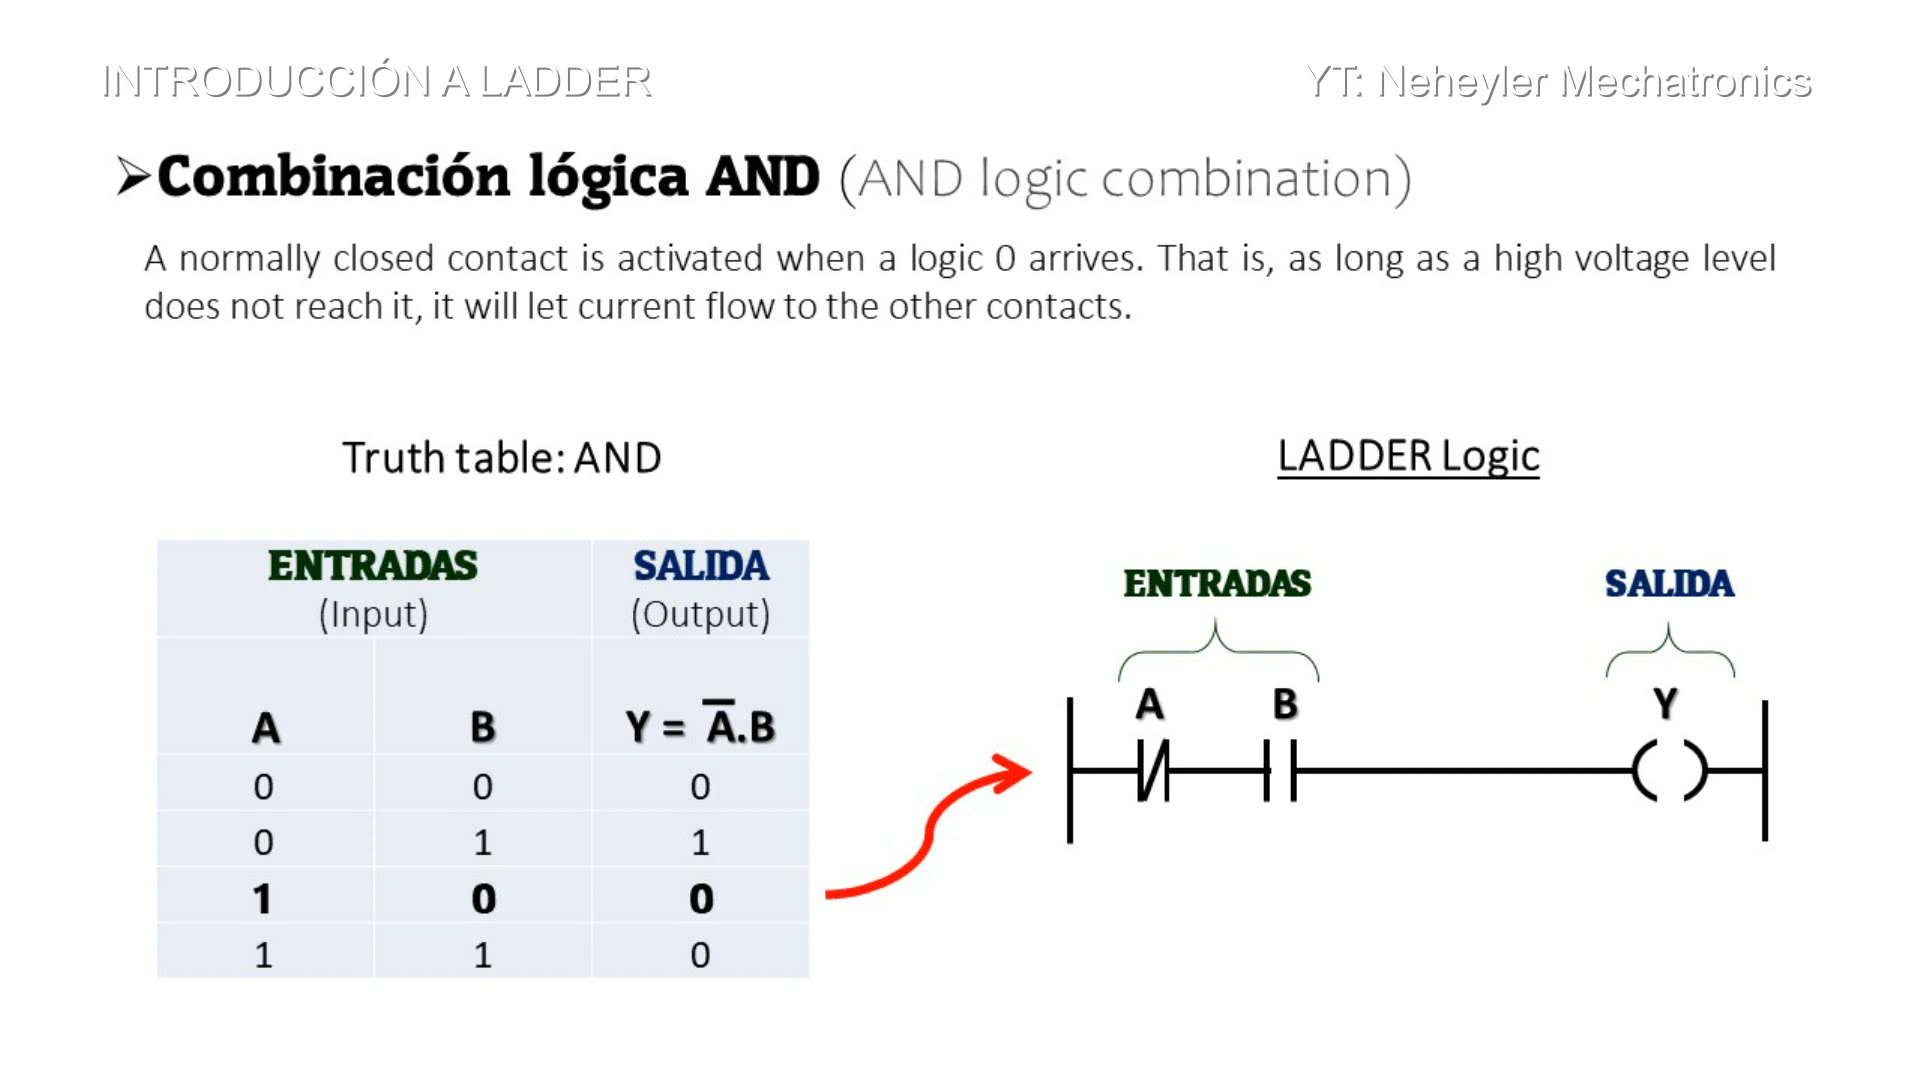 INTRODUCCIÓN A LADDER
YT: Neheyler Mechatronics
➢Combinación lógica AND (AND logic combination)
A normally closed contact is activated when a logic 0 arrives. That is, as long as a high voltage level
does not reach it, it will let current flow to the other contacts.
Truth table: AND
ENTRADAS SALIDA
(Input) (Output)
A B Y = A̅.B
0 0 0
0 1 1
1 0 0
1 1 0
LADDER Logic
ENTRADAS SALIDA
A B Y